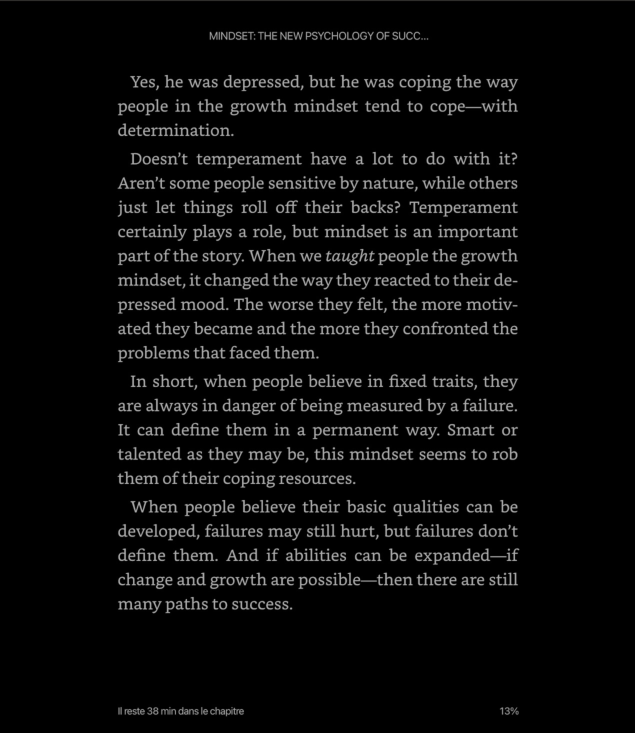 MINDSET: THE NEW PSYCHOLOGY OF SUCC...
Yes, he was depressed, but he was coping the way
people in the growth mindset tend to cope—with
determination.
Doesn’t temperament have a lot to do with it?
Aren’t some people sensitive by nature, while others
just let things roll off their backs? Temperament
certainly plays a role, but mindset is an important
part of the story. When we taught people the growth
mindset, it changed the way they reacted to their de-
pressed mood. The worse they felt, the more motiv-
ated they became and the more they confronted the
problems that faced them.
In short, when people believe in fixed traits, they
are always in danger of being measured by a failure.
It can define them in a permanent way. Smart or
talented as they may be, this mindset seems to rob
them of their coping resources.
When people believe their basic qualities can be
developed, failures may still hurt, but failures don’t
define them. And if abilities can be expanded—if
change and growth are possible—then there are still
many paths to success.
Il reste 38 min dans le chapitre
13%